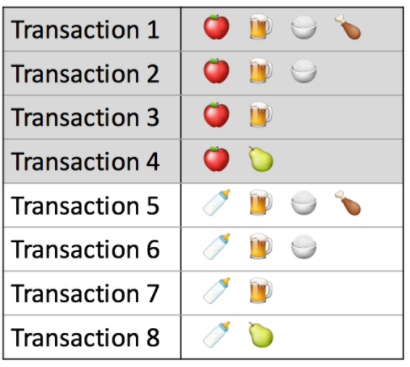 Transaction 1
Transaction 2
Transaction 3
Transaction 4
Transaction 5
Transaction 6
Transaction 7
Transaction 8